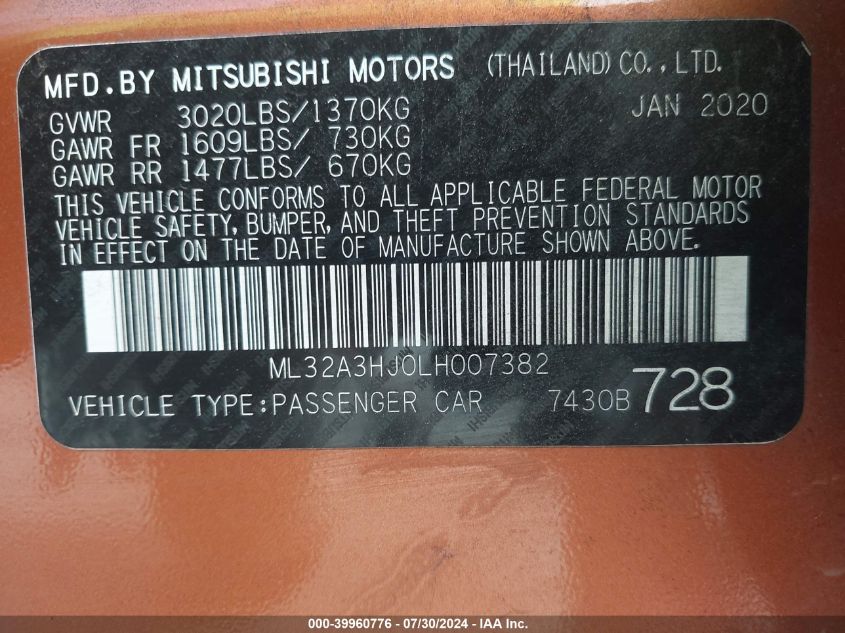 MFD.BY MITSUBISHI MOTORS (THAILAND) CO.,LTD.
GVWR 3020LBS/1370KG JAN 2020
GAWR FR 1609LBS/ 730KG
GAWR RR 1477LBS/ 670KG
THIS VEHICLE CONFORMS TO ALL APPLICABLE FEDERAL MOTOR
VEHICLE SAFETY, BUMPER, AND THEFT PREVENTION STANDARDS
IN EFFECT ON THE DATE OF MANUFACTURE SHOWN ABOVE.
ML32A3HJ0LH007382
VEHICLE TYPE:PASSENGER CAR 7430B 728
000-39960776 / 07/30/2024 - IAA Inc.